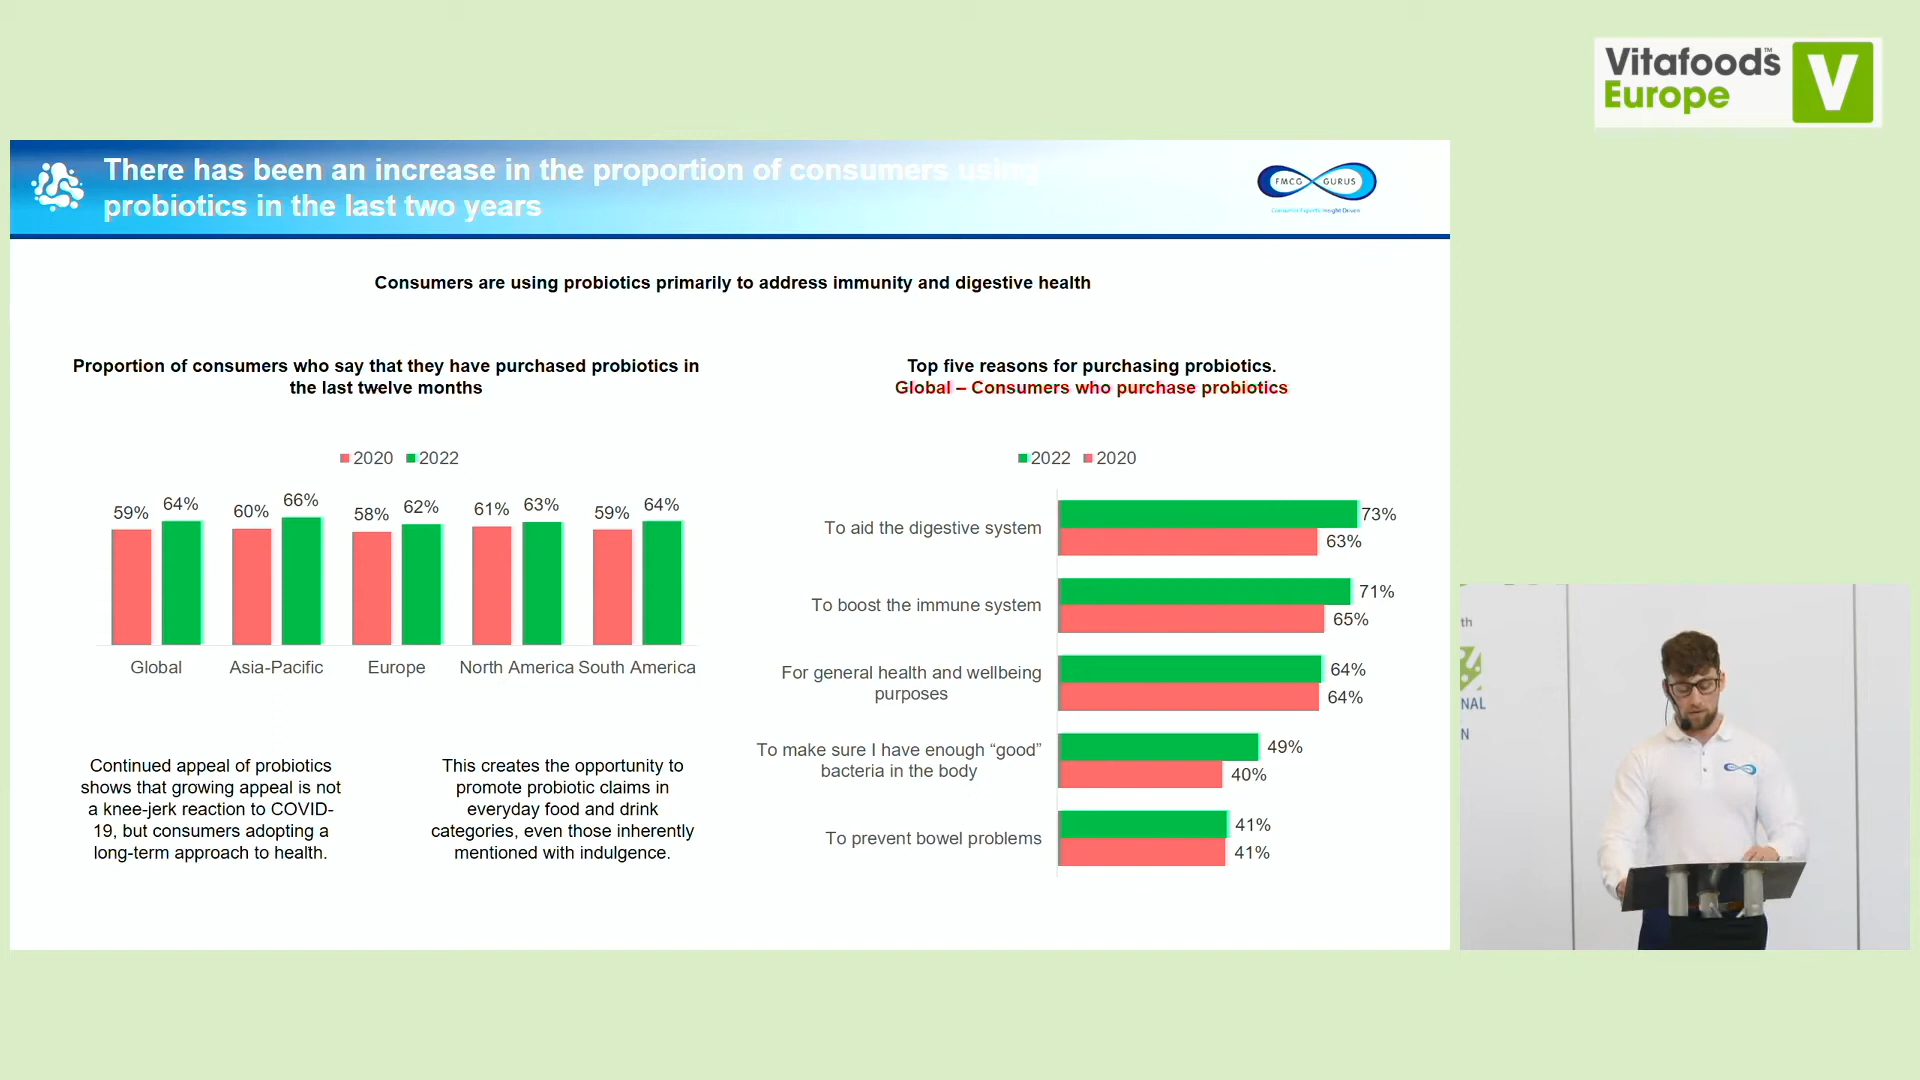 Vitafoods™
Europe
V
There has been an increase in the proportion of consumers using
probiotics in the last two years
FMCG GURUS
Consumer Experts Insight Driven
Consumers are using probiotics primarily to address immunity and digestive health
Proportion of consumers who say that they have purchased probiotics in
the last twelve months
2020 2022
59% 64% 60% 66% 58% 62% 61% 63% 59% 64%
Global Asia-Pacific Europe North America South America
Continued appeal of probiotics
shows that growing appeal is not
a knee-jerk reaction to COVID-
19, but consumers adopting a
long-term approach to health.
This creates the opportunity to
promote probiotic claims in
everyday food and drink
categories, even those inherently
mentioned with indulgence.
Top five reasons for purchasing probiotics.
Global – Consumers who purchase probiotics
2022 2020
To aid the digestive system
73%
63%
To boost the immune system
71%
65%
For general health and wellbeing
purposes
64%
64%
To make sure I have enough “good”
bacteria in the body
49%
40%
To prevent bowel problems
41%
41%
th
NAL
N